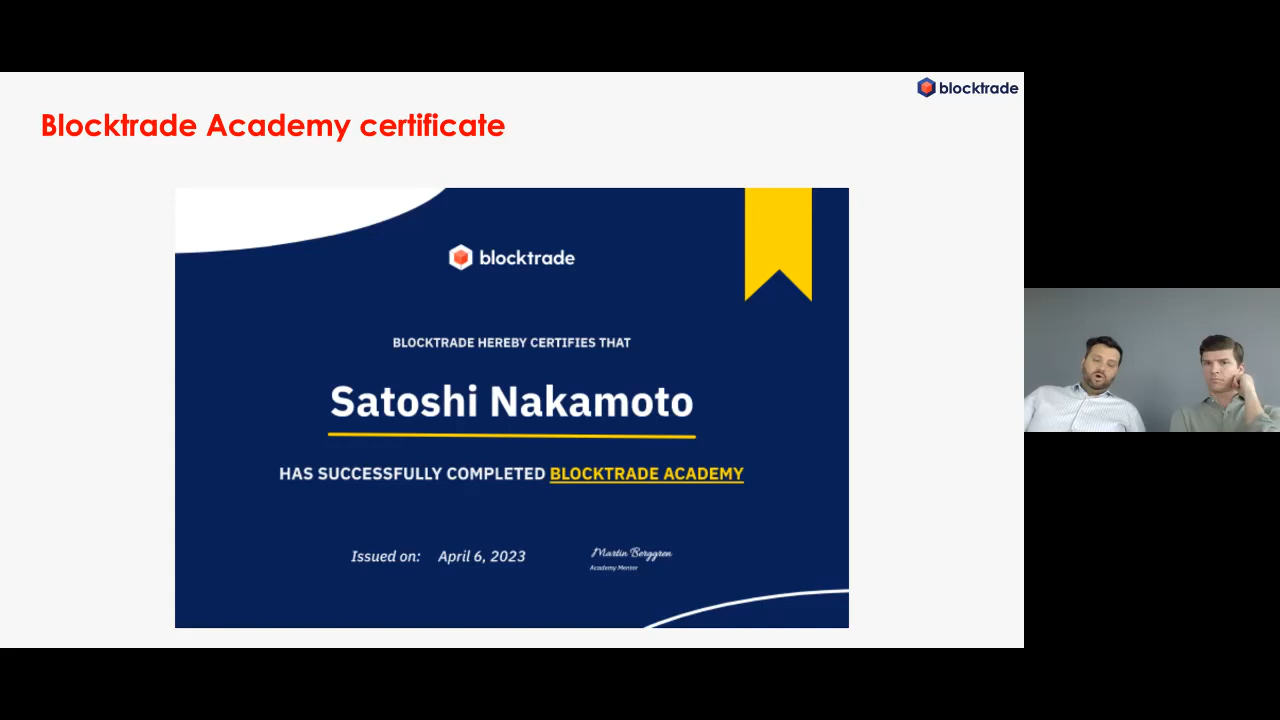 blocktrade
Blocktrade Academy certificate
blocktrade
BLOCKTRADE HEREBY CERTIFIES THAT
Satoshi Nakamoto
HAS SUCCESSFULLY COMPLETED BLOCKTRADE ACADEMY
Issued on: April 6, 2023
Martin Berggren
Academy Mentor